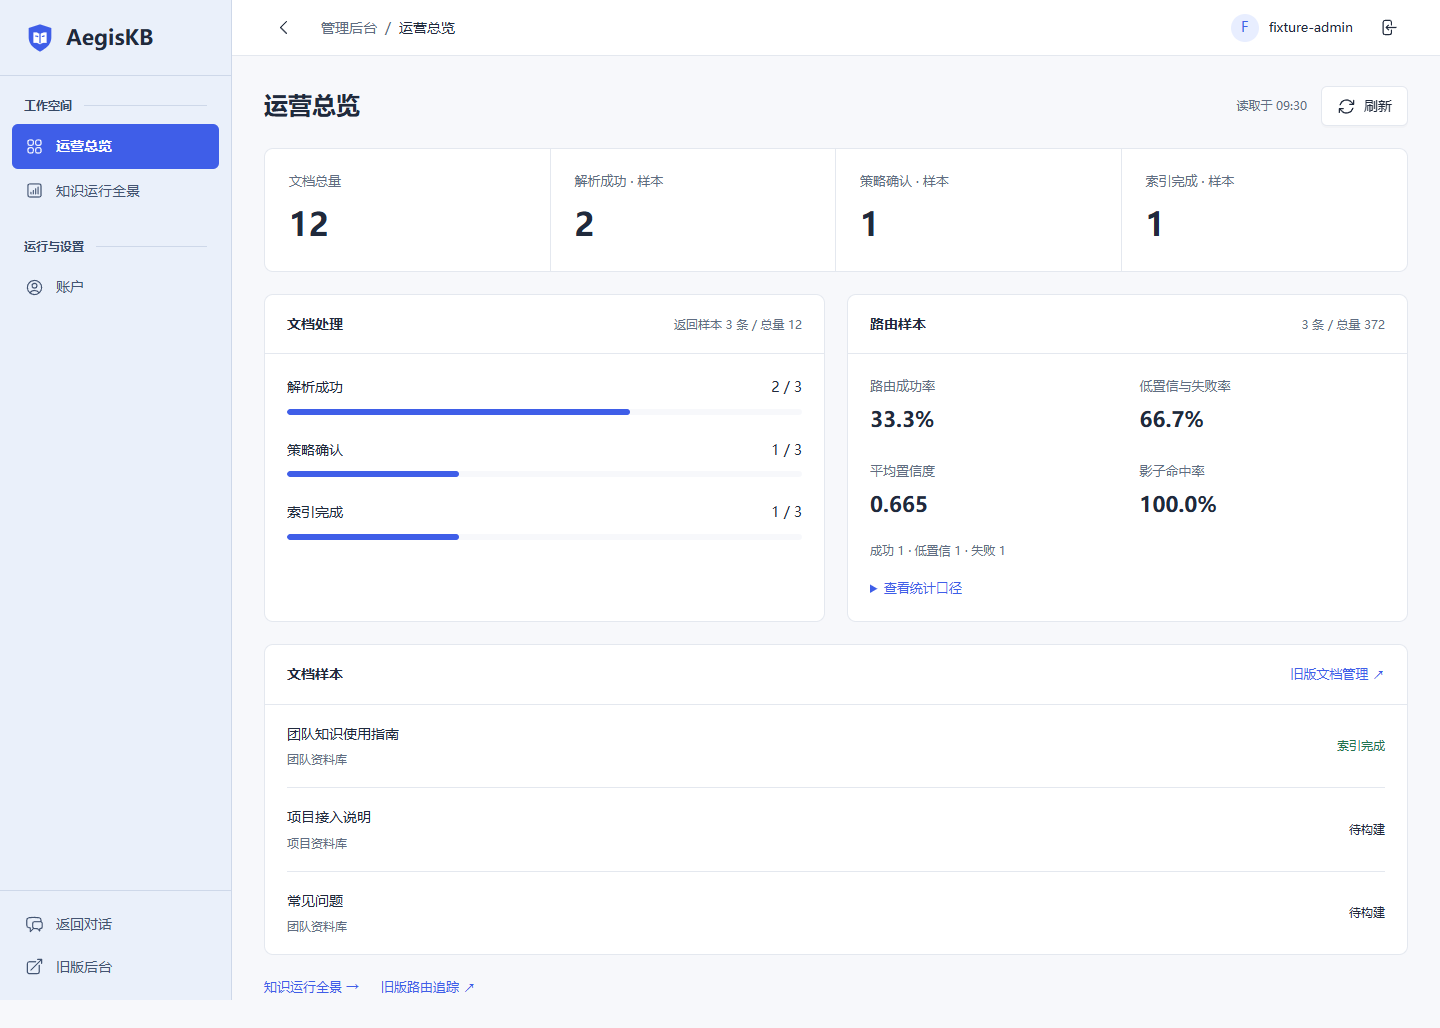 AegisKB
工作空间
运营总览
知识运行全景
运行与设置
账户
返回对话
旧版后台
管理后台 / 运营总览
F fixture-admin
运营总览
读取于 09:30
刷新
文档总量
12
解析成功 · 样本
2
策略确认 · 样本
1
索引完成 · 样本
1
文档处理
返回样本 3 条 / 总量 12
解析成功 2 / 3
策略确认 1 / 3
索引完成 1 / 3
路由样本
3 条 / 总量 372
路由成功率
33.3%
低置信与失败率
66.7%
平均置信度
0.665
影子命中率
100.0%
成功 1 · 低置信 1 · 失败 1
▶ 查看统计口径
文档样本
旧版文档管理 ↗
团队知识使用指南
团队资料库
索引完成
项目接入说明
项目资料库
待构建
常见问题
团队资料库
待构建
知识运行全景 →
旧版路由追踪 ↗